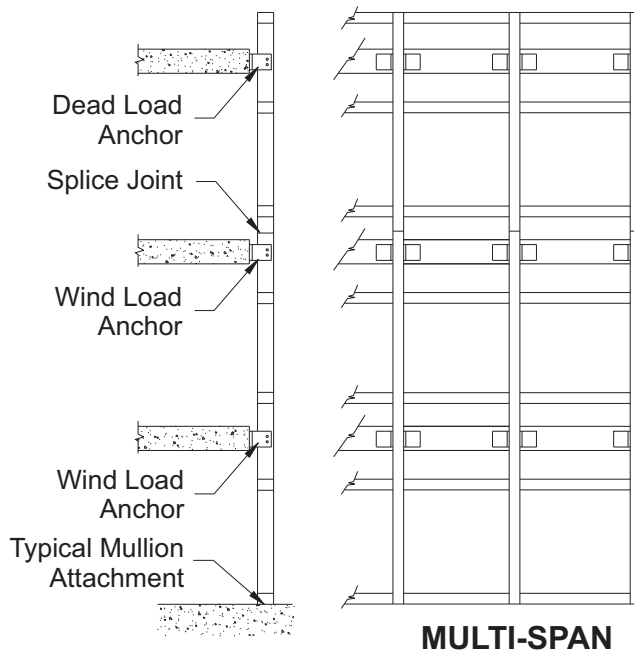 Dead Load
Anchor
Splice Joint
Wind Load
Anchor
Wind Load
Anchor
Typical Mullion
Attachment
MULTI-SPAN